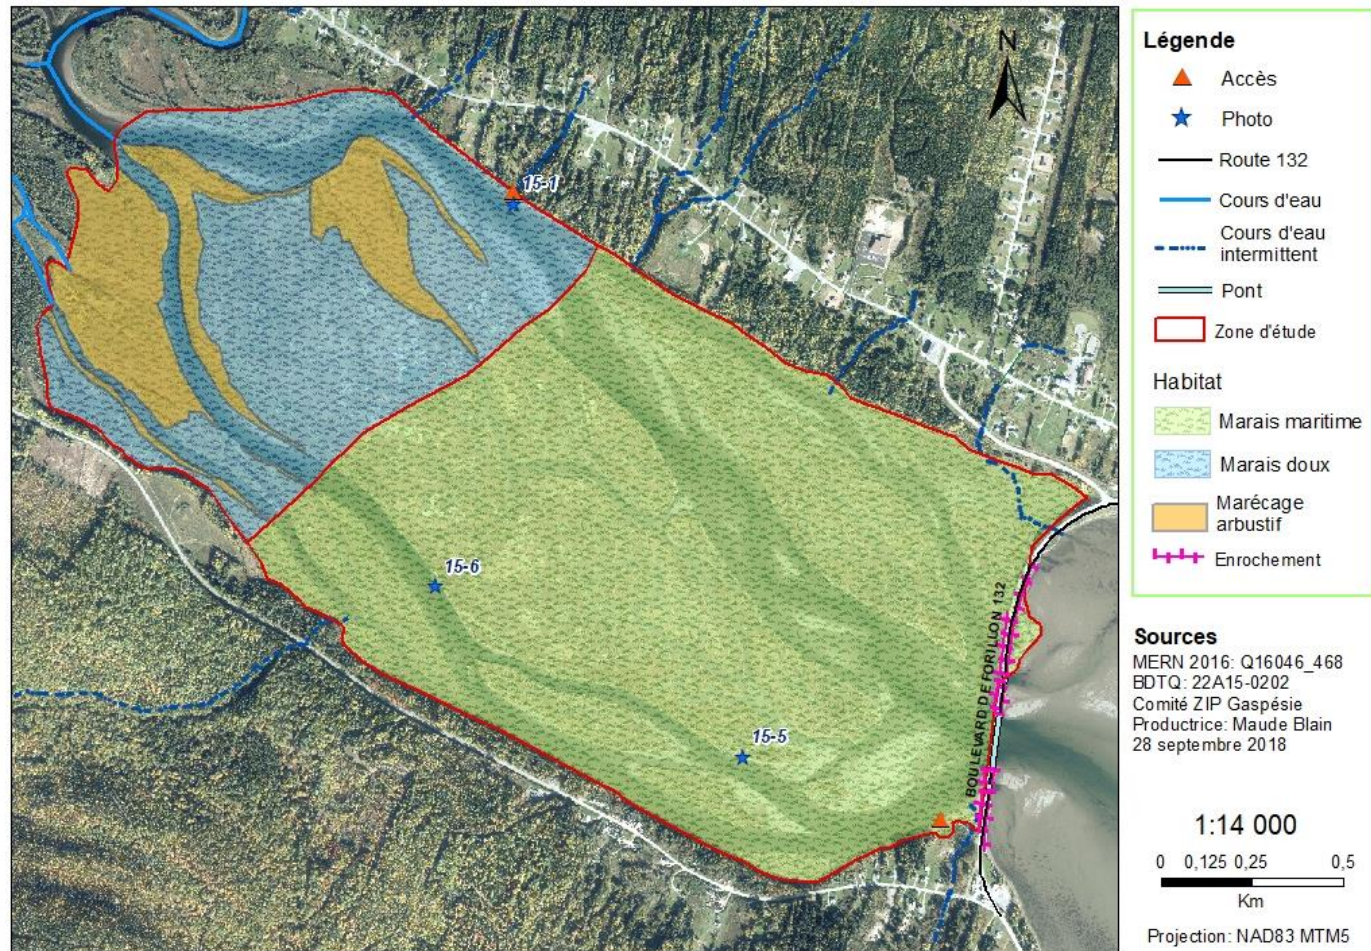 15-1
15-6
15-5
BOULEVARD DE FORILLON 132
N
Légende
Accès
Photo
Route 132
Cours d'eau
Cours d'eau
intermittent
Pont
Zone d'étude
Habitat
Marais maritime
Marais doux
Marécage
arbustif
Enrochement
Sources
MERN 2016: Q16046_468
BDTQ: 22A15-0202
Comité ZIP Gaspésie
Productrice: Maude Blain
28 septembre 2018
1:14 000
0 0,125 0,25 0,5
Km
Projection: NAD83 MTM5